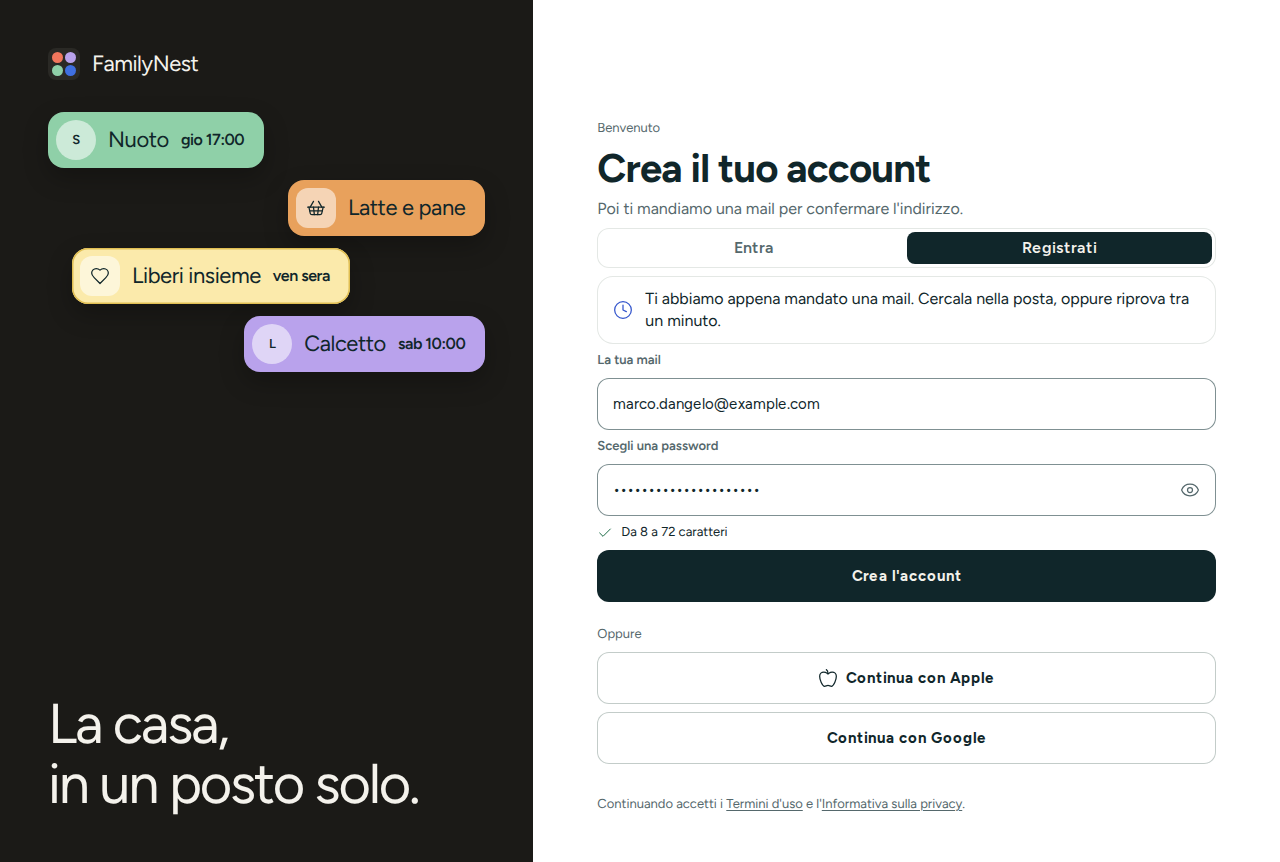 FamilyNest
S
Nuoto gio 17:00
Latte e pane
Liberi insieme ven sera
L
Calcetto sab 10:00
La casa,
in un posto solo.
Benvenuto
Crea il tuo account
Poi ti mandiamo una mail per confermare l'indirizzo.
Entra
Registrati
Ti abbiamo appena mandato una mail. Cercala nella posta, oppure riprova tra
un minuto.
La tua mail
marco.dangelo@example.com
Scegli una password
•••••••••••••••••••••
Da 8 a 72 caratteri
Crea l'account
Oppure
Continua con Apple
Continua con Google
Continuando accetti i Termini d'uso e l'Informativa sulla privacy.